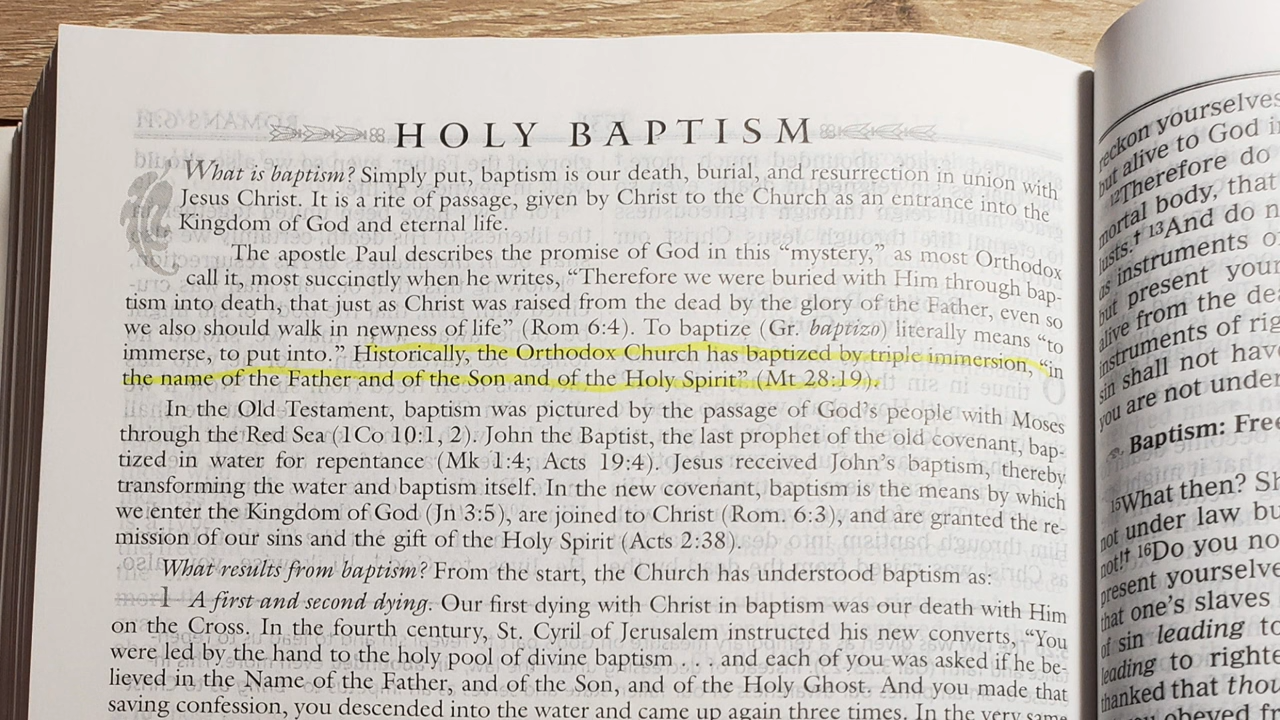 HOLY BAPTISM
What is baptism? Simply put, baptism is our death, burial, and resurrection in union with
Jesus Christ. It is a rite of passage, given by Christ to the Church as an entrance into the
Kingdom of God and eternal life.
The apostle Paul describes the promise of God in this “mystery,” as most Orthodox
call it, most succinctly when he writes, “Therefore we were buried with Him through bap-
tism into death, that just as Christ was raised from the dead by the glory of the Father, even so
we also should walk in newness of life” (Rom 6:4). To baptize (Gr. baptizo) literally means “to
immerse, to put into.” Historically, the Orthodox Church has baptized by triple immersion, “in
the name of the Father and of the Son and of the Holy Spirit” (Mt 28:19).
In the Old Testament, baptism was pictured by the passage of God’s people with Moses
through the Red Sea (1Co 10:1, 2). John the Baptist, the last prophet of the old covenant, bap-
tized in water for repentance (Mk 1:4; Acts 19:4). Jesus received John’s baptism, thereby
transforming the water and baptism itself. In the new covenant, baptism is the means by which
we enter the Kingdom of God (Jn 3:5), are joined to Christ (Rom. 6:3), and are granted the re-
mission of our sins and the gift of the Holy Spirit (Acts 2:38).
What results from baptism? From the start, the Church has understood baptism as:
1 A first and second dying. Our first dying with Christ in baptism was our death with Him
on the Cross. In the fourth century, St. Cyril of Jerusalem instructed his new converts, “You
were led by the hand to the holy pool of divine baptism . . . and each of you was asked if he be-
lieved in the Name of the Father, and of the Son, and of the Holy Ghost. And you made that
saving confession, you descended into the water and came up again three times. In the very same
reckon yourselves
but alive to God i
12Therefore do
mortal body, that
lusts.† 13And do n
as instruments o
but present your
alive from the de
instruments of rig
sin shall not hav
you are not under
Baptism: Free
15What then? Sh
not under law bu
not!† 16Do you no
present yourselve
that one’s slaves
of sin leading to
leading to righte
thanked that thou
obeyed fr